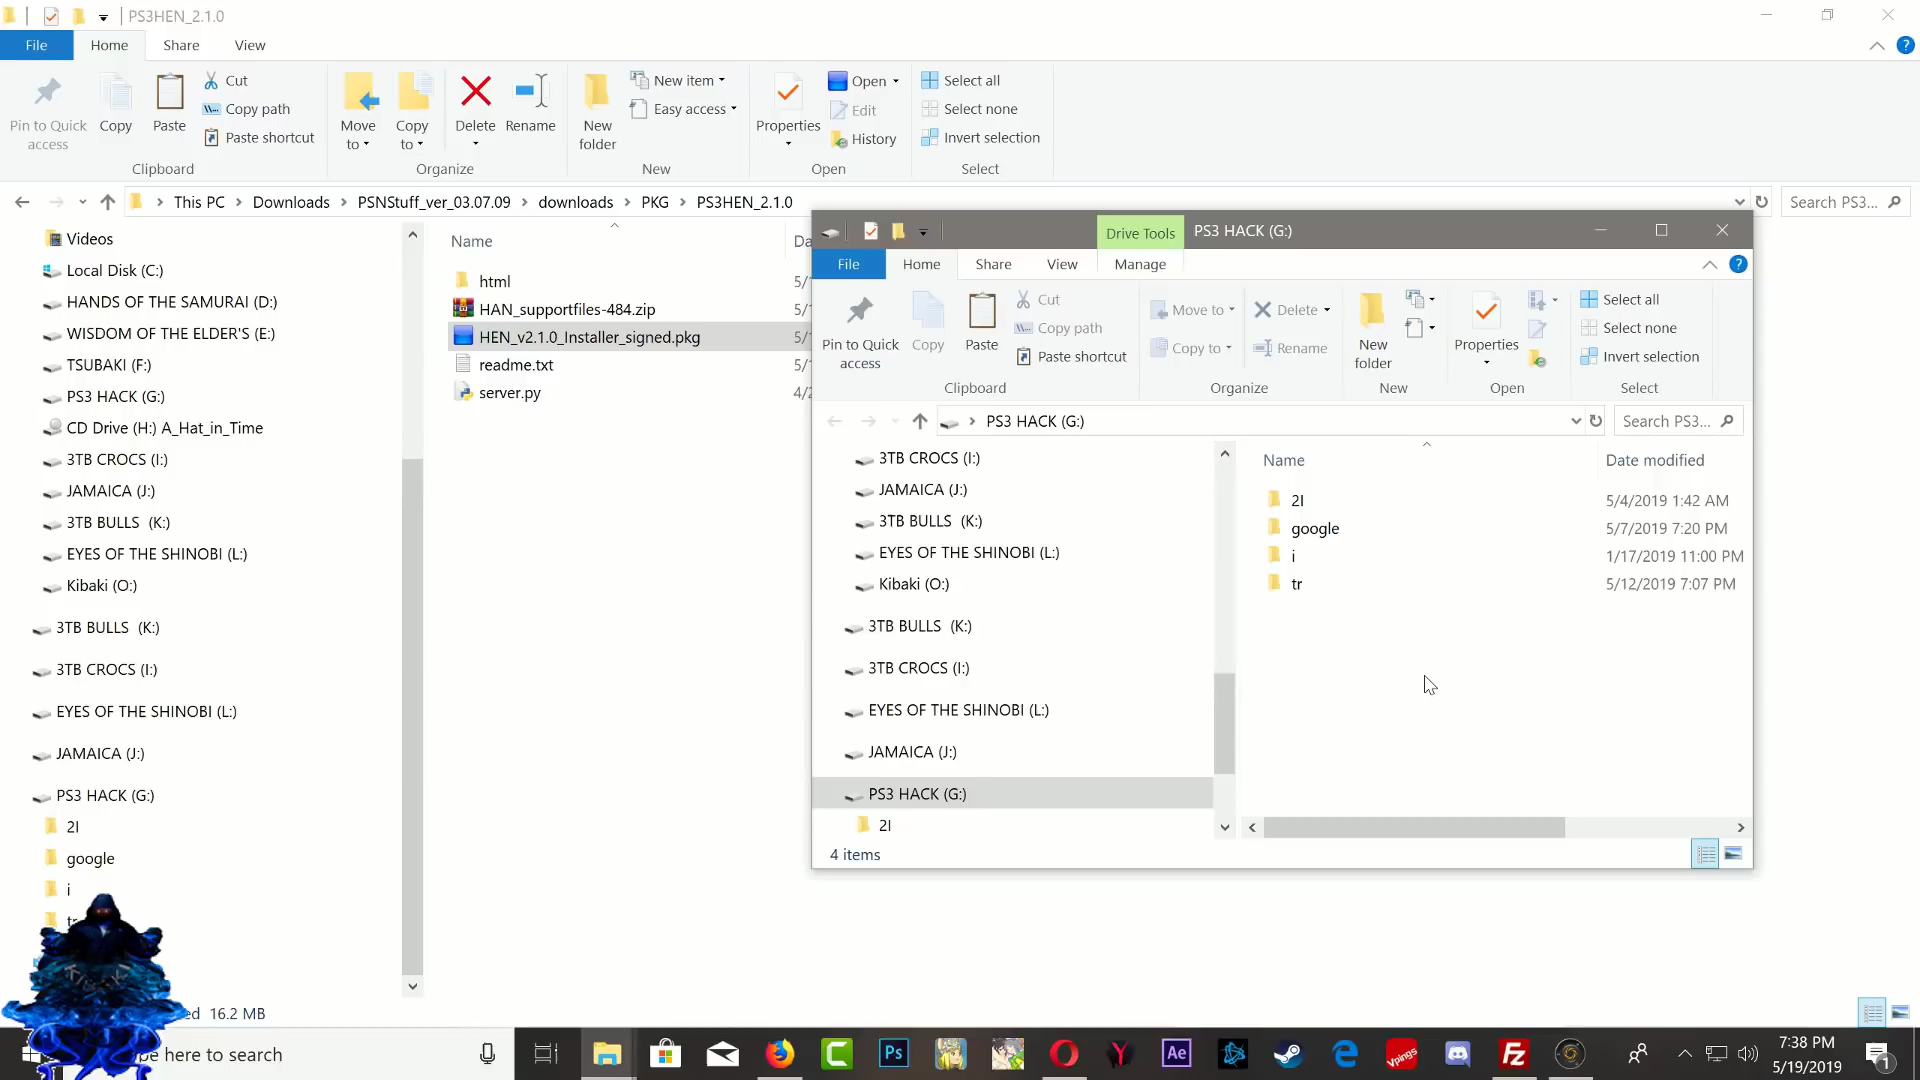 PS3HEN_2.1.0
File Home Share View
Pin to Quick access
Copy
Paste
Cut
Copy path
Paste shortcut
Clipboard
Move to
Copy to
Delete
Rename
Organize
New folder
New item
Easy access
New
Properties
Open
Edit
History
Open
Select all
Select none
Invert selection
Select
This PC > Downloads > PSNStuff_ver_03.07.09 > downloads > PKG > PS3HEN_2.1.0
Search PS3...
Videos
Local Disk (C:)
HANDS OF THE SAMURAI (D:)
WISDOM OF THE ELDER'S (E:)
TSUBAKI (F:)
PS3 HACK (G:)
CD Drive (H:) A_Hat_in_Time
3TB CROCS (I:)
JAMAICA (J:)
3TB BULLS (K:)
EYES OF THE SHINOBI (L:)
Kibaki (O:)
3TB BULLS (K:)
3TB CROCS (I:)
EYES OF THE SHINOBI (L:)
JAMAICA (J:)
PS3 HACK (G:)
2I
google
i
Name
html
HAN_supportfiles-484.zip
HEN_v2.1.0_Installer_signed.pkg
readme.txt
server.py
Drive Tools PS3 HACK (G:)
File Home Share View Manage
Pin to Quick access
Copy
Paste
Cut
Copy path
Paste shortcut
Clipboard
Move to
Copy to
Delete
Rename
Organize
New folder
New
Properties
Open
Select all
Select none
Invert selection
Select
PS3 HACK (G:)
Search PS3...
3TB CROCS (I:)
JAMAICA (J:)
3TB BULLS (K:)
EYES OF THE SHINOBI (L:)
Kibaki (O:)
3TB BULLS (K:)
3TB CROCS (I:)
EYES OF THE SHINOBI (L:)
JAMAICA (J:)
PS3 HACK (G:)
2I
Name Date modified
2I 5/4/2019 1:42 AM
google 5/7/2019 7:20 PM
i 1/17/2019 11:00 PM
tr 5/12/2019 7:07 PM
4 items
16.2 MB
here to search
Ps
Ae
Vpings
Fz
7:38 PM
5/19/2019
1